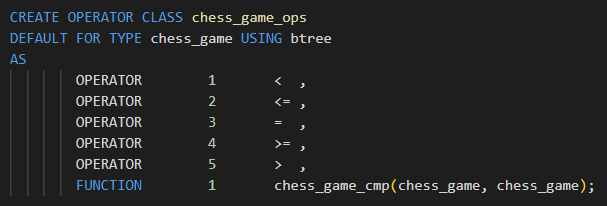 CREATE OPERATOR CLASS chess_game_ops
DEFAULT FOR TYPE chess_game USING btree
AS
        OPERATOR        1       <  ,
        OPERATOR        2       <= ,
        OPERATOR        3       =  ,
        OPERATOR        4       >= ,
        OPERATOR        5       >  ,
        FUNCTION        1       chess_game_cmp(chess_game, chess_game);